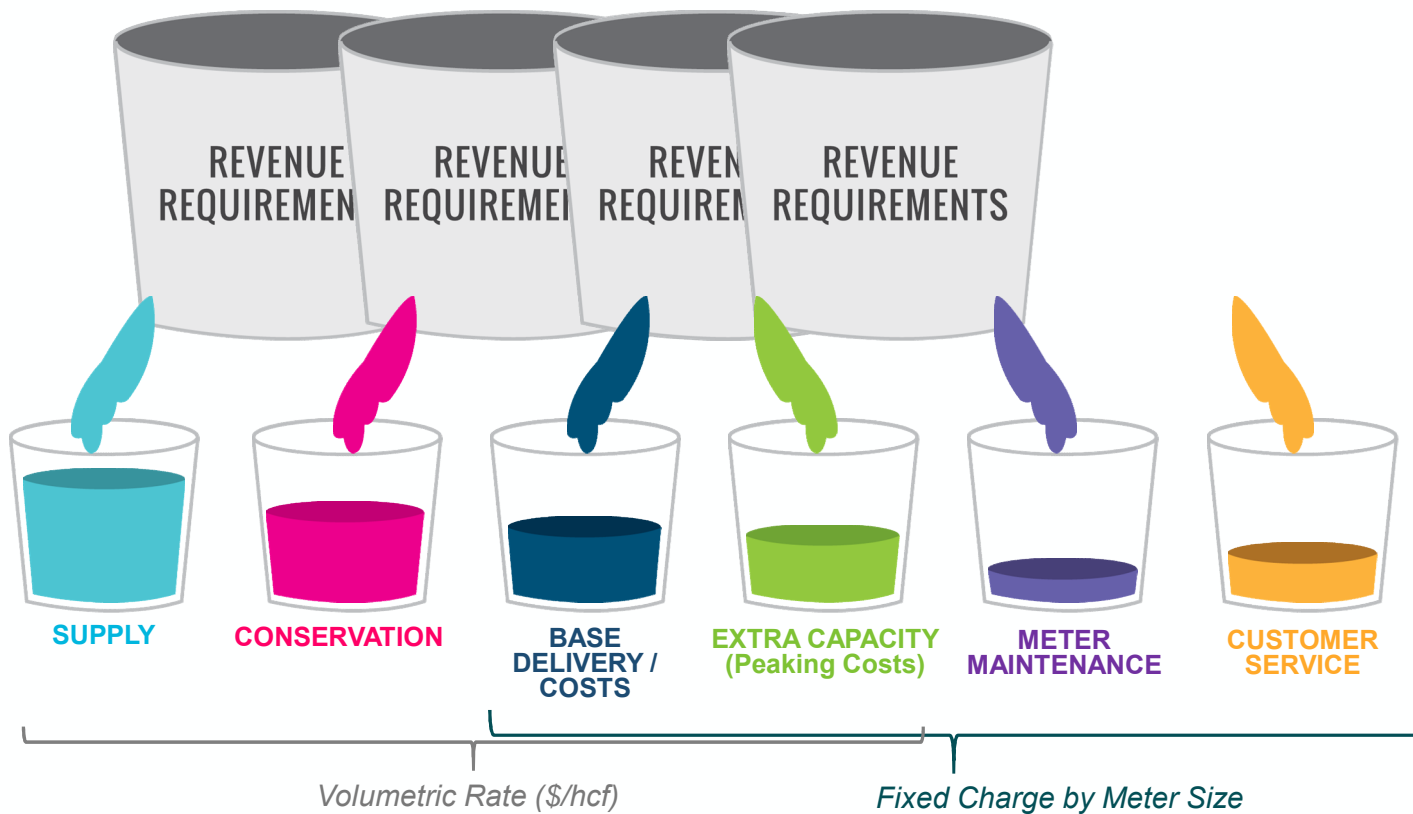 REVENUE
REQUIREMEN
REVENUE
REQUIREMEN
REVEN
REQUIREM
REVENUE
REQUIREMENTS
SUPPLY
CONSERVATION
BASE
DELIVERY /
COSTS
EXTRA CAPACITY
(Peaking Costs)
METER
MAINTENANCE
CUSTOMER
SERVICE
Volumetric Rate ($/hcf)
Fixed Charge by Meter Size